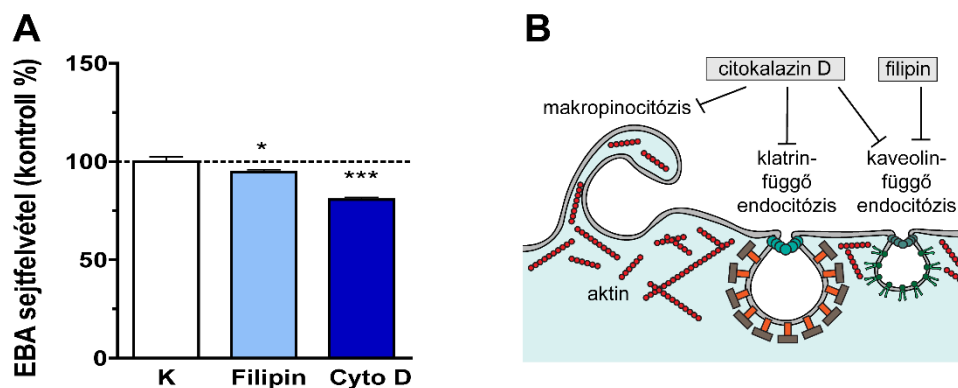 A
EBA sejtfelvétel (kontroll %)
150
100
50
0
*
***
K
Filipin
Cyto D
B
citokalazin D
filipin
makropinocitózis
klatrin-
függő
endocitózis
kaveolin-
függő
endocitózis
aktin